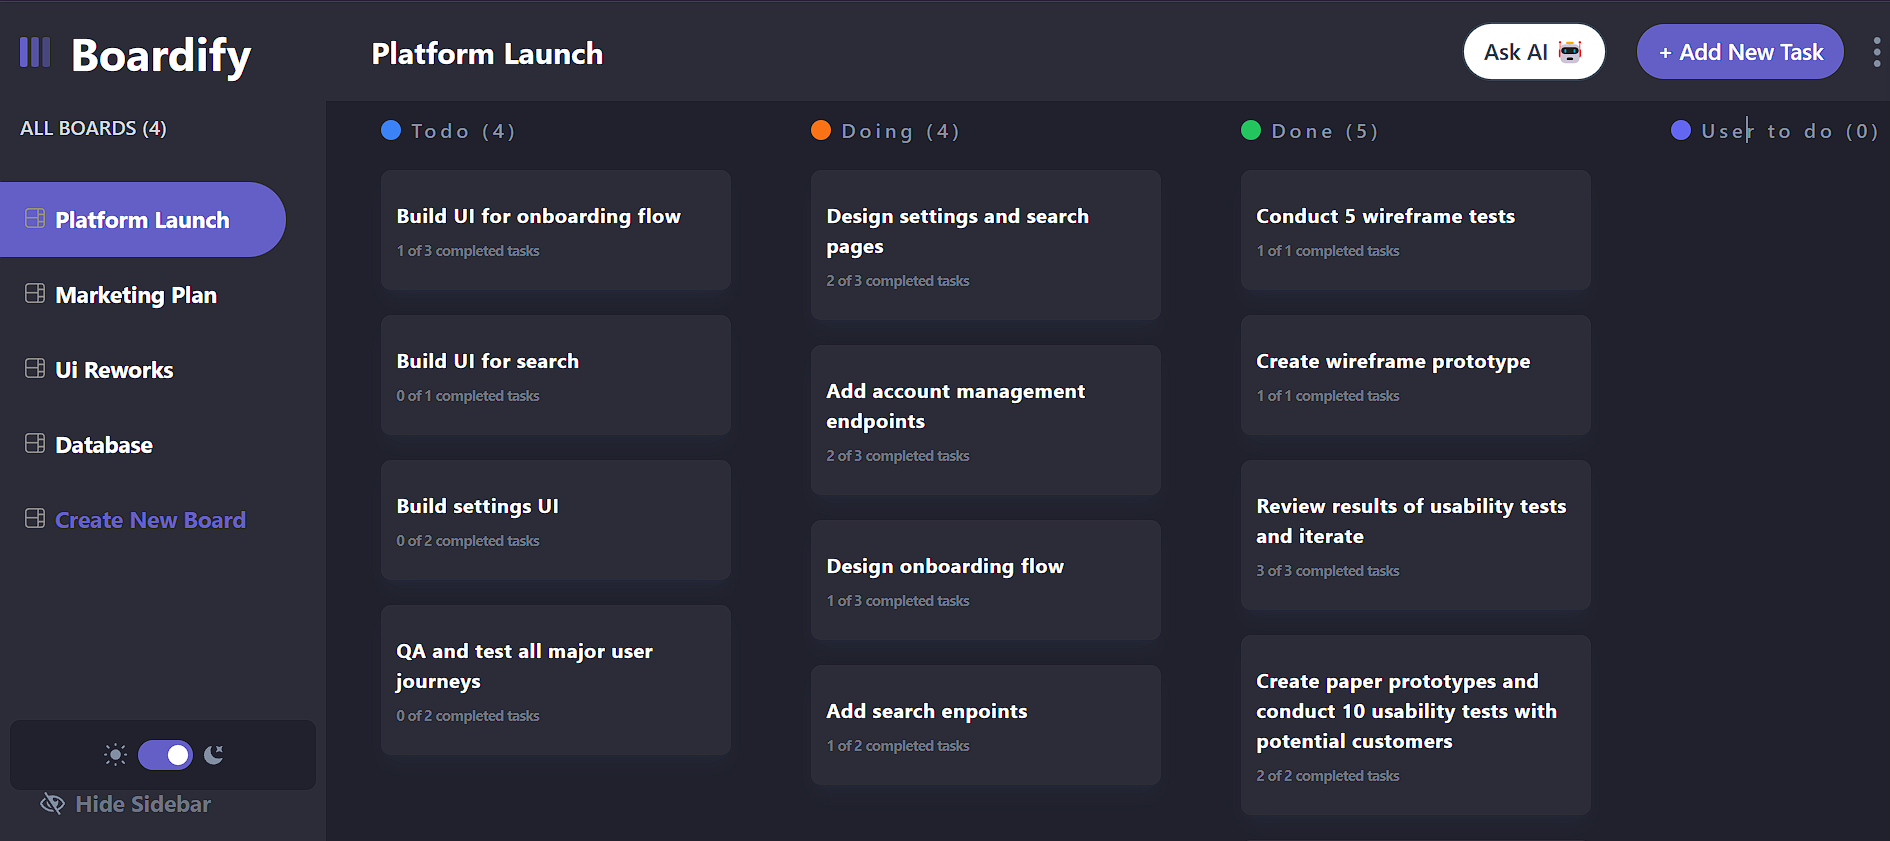 Boardify
Platform Launch
Ask AI
+ Add New Task
ALL BOARDS (4)
Platform Launch
Marketing Plan
Ui Reworks
Database
Create New Board
Hide Sidebar
Todo (4)
Build UI for onboarding flow
1 of 3 completed tasks
Build UI for search
0 of 1 completed tasks
Build settings UI
0 of 2 completed tasks
QA and test all major user
journeys
0 of 2 completed tasks
Doing (4)
Design settings and search
pages
2 of 3 completed tasks
Add account management
endpoints
2 of 3 completed tasks
Design onboarding flow
1 of 3 completed tasks
Add search enpoints
1 of 2 completed tasks
Done (5)
Conduct 5 wireframe tests
1 of 1 completed tasks
Create wireframe prototype
1 of 1 completed tasks
Review results of usability tests
and iterate
3 of 3 completed tasks
Create paper prototypes and
conduct 10 usability tests with
potential customers
2 of 2 completed tasks
User to do (0)